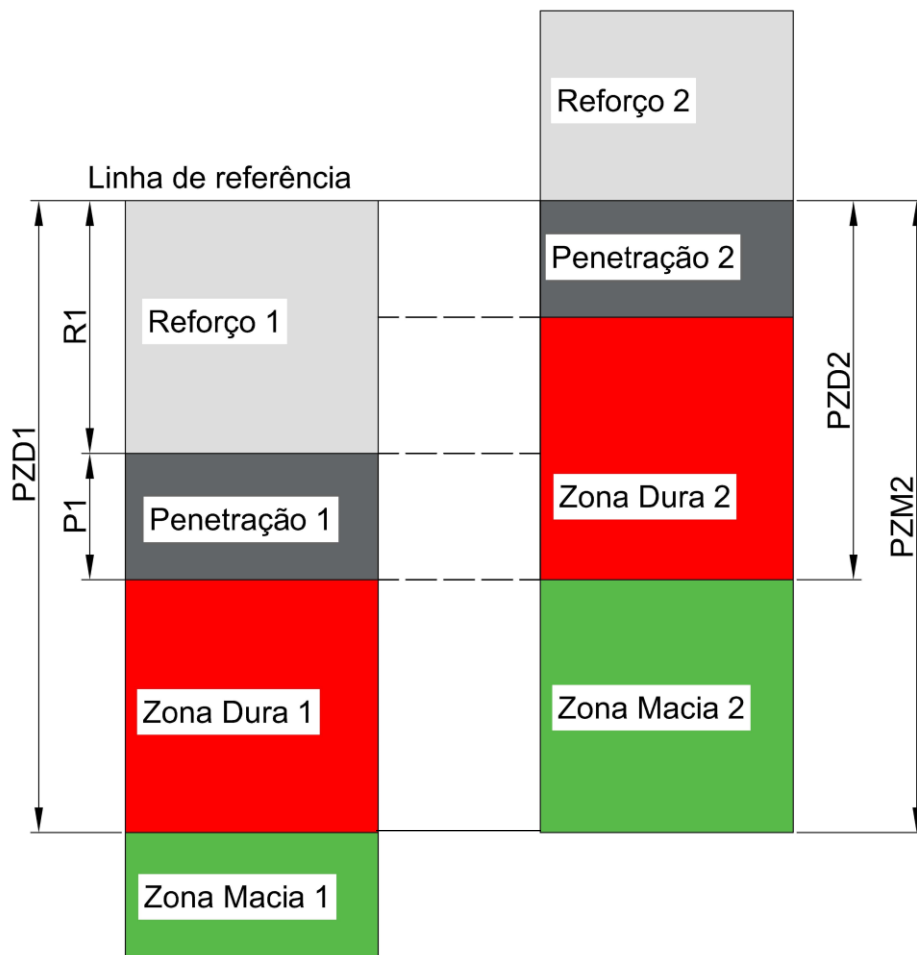 Reforço 2
Linha de referência
Penetração 2
Reforço 1
R1
PZD1
PZD2
Zona Dura 2
P1
Penetração 1
PZM2
Zona Dura 1
Zona Macia 2
Zona Macia 1